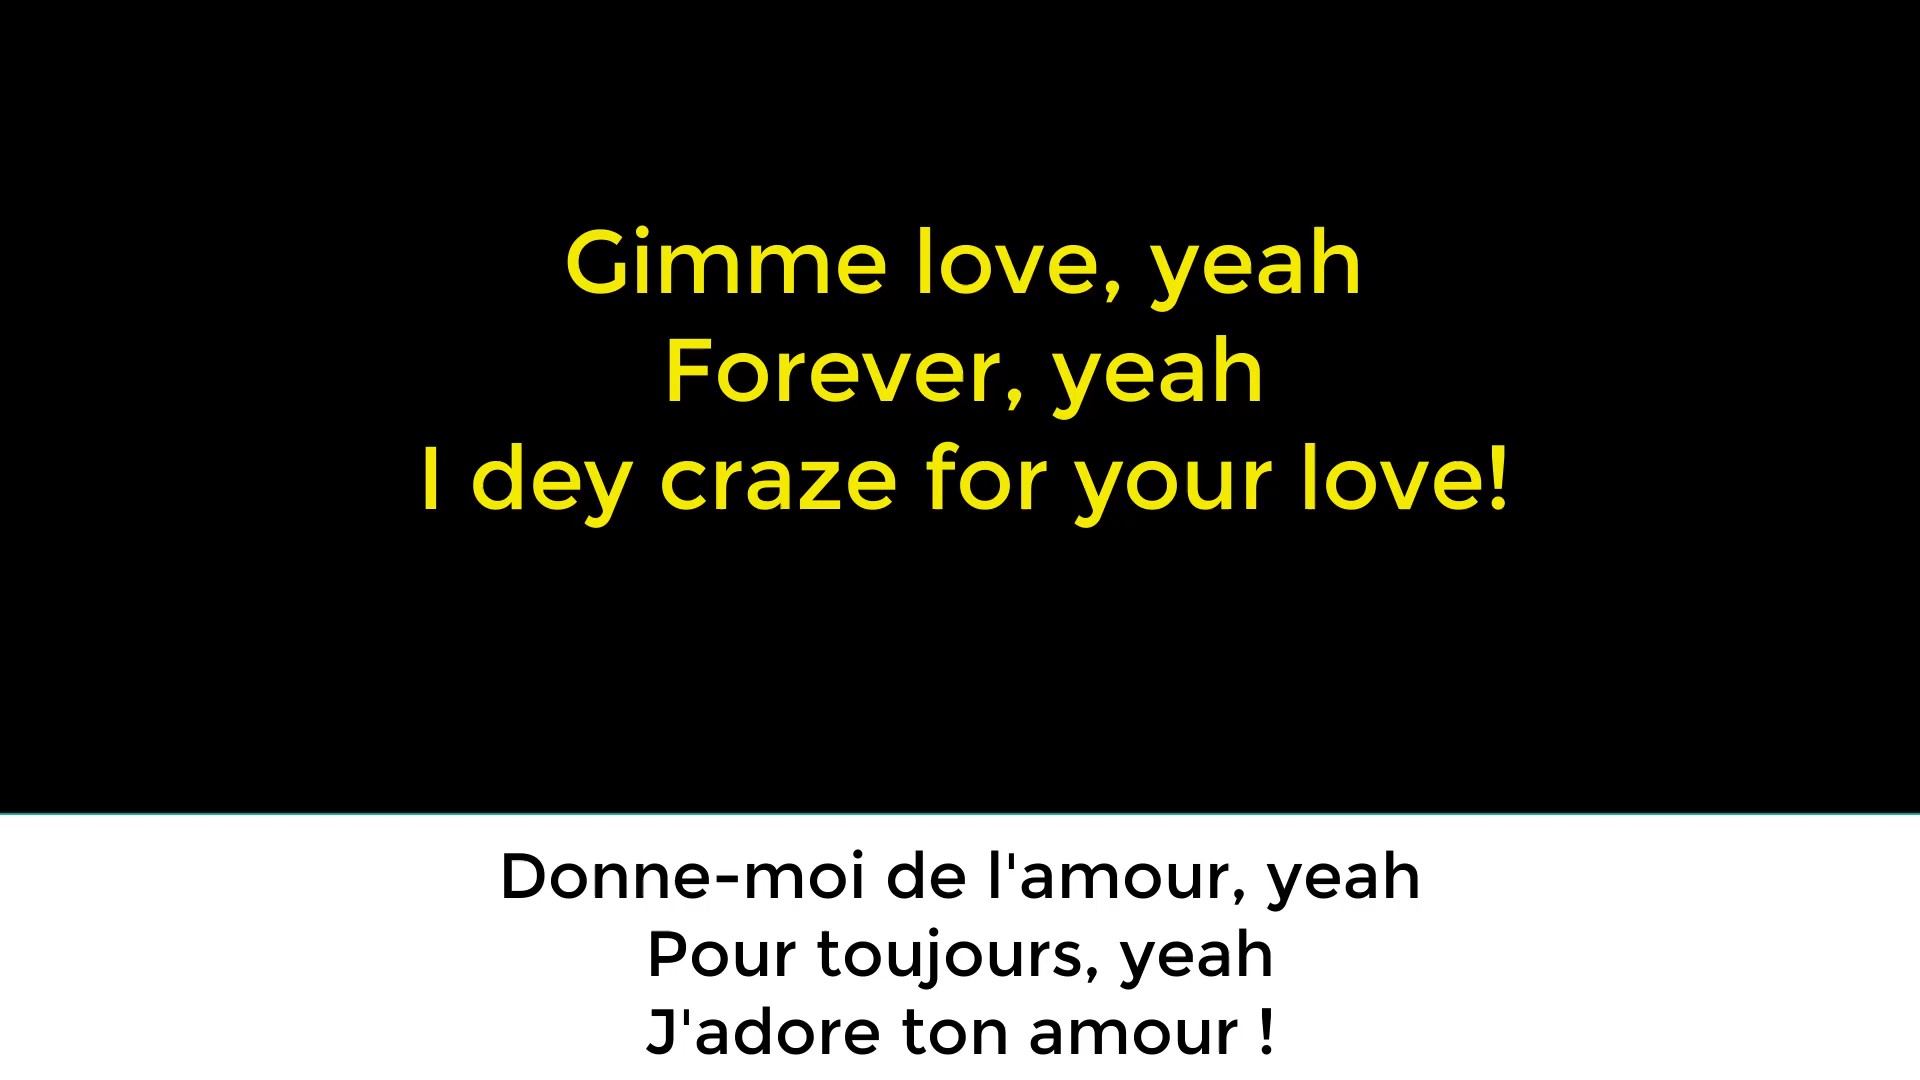 Gimme love, yeah
Forever, yeah
I dey craze for your love!
Donne-moi de l'amour, yeah
Pour toujours, yeah
J'adore ton amour !